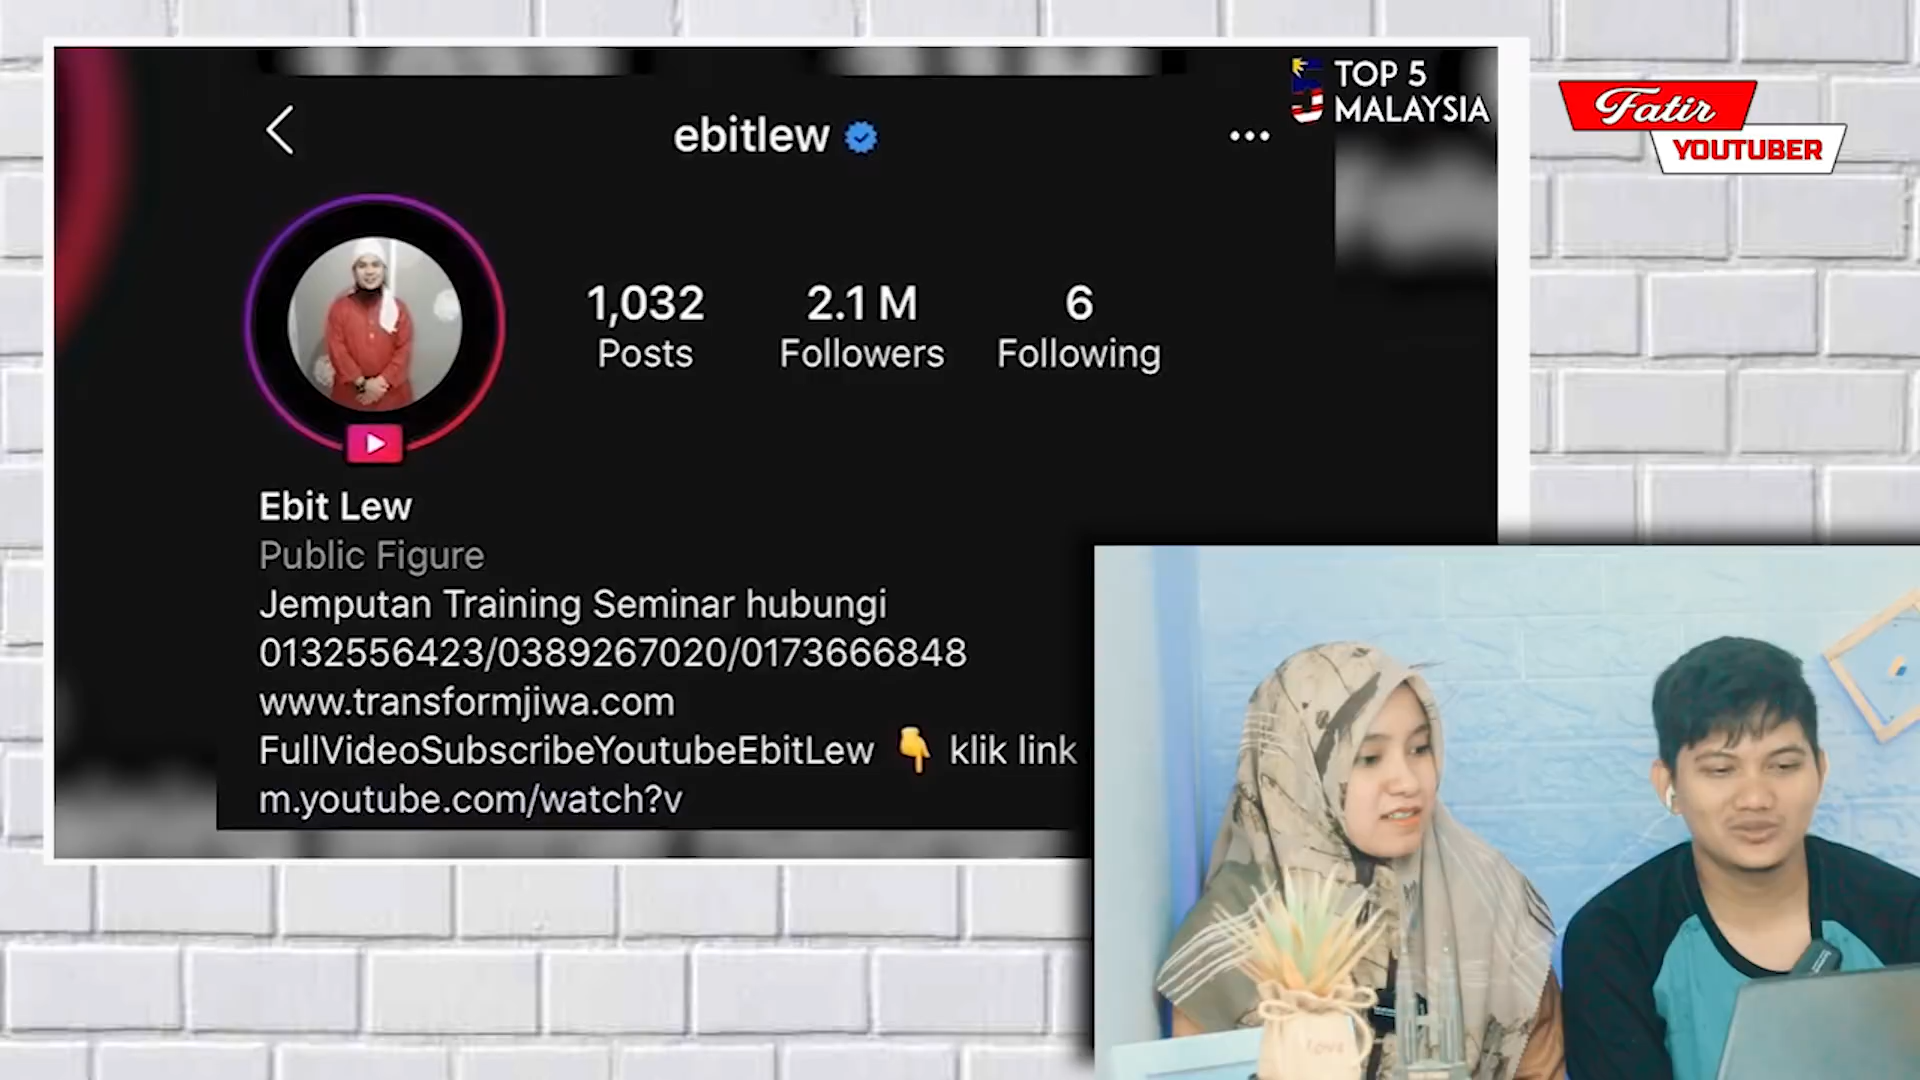 TOP 5
MALAYSIA
Fatir
YOUTUBER
ebitlew
1,032
Posts
2.1 M
Followers
6
Following
Ebit Lew
Public Figure
Jemputan Training Seminar hubungi
0132556423/0389267020/0173666848
www.transformjiwa.com
FullVideoSubscribeYoutubeEbitLew 👇 klik link
m.youtube.com/watch?v
love